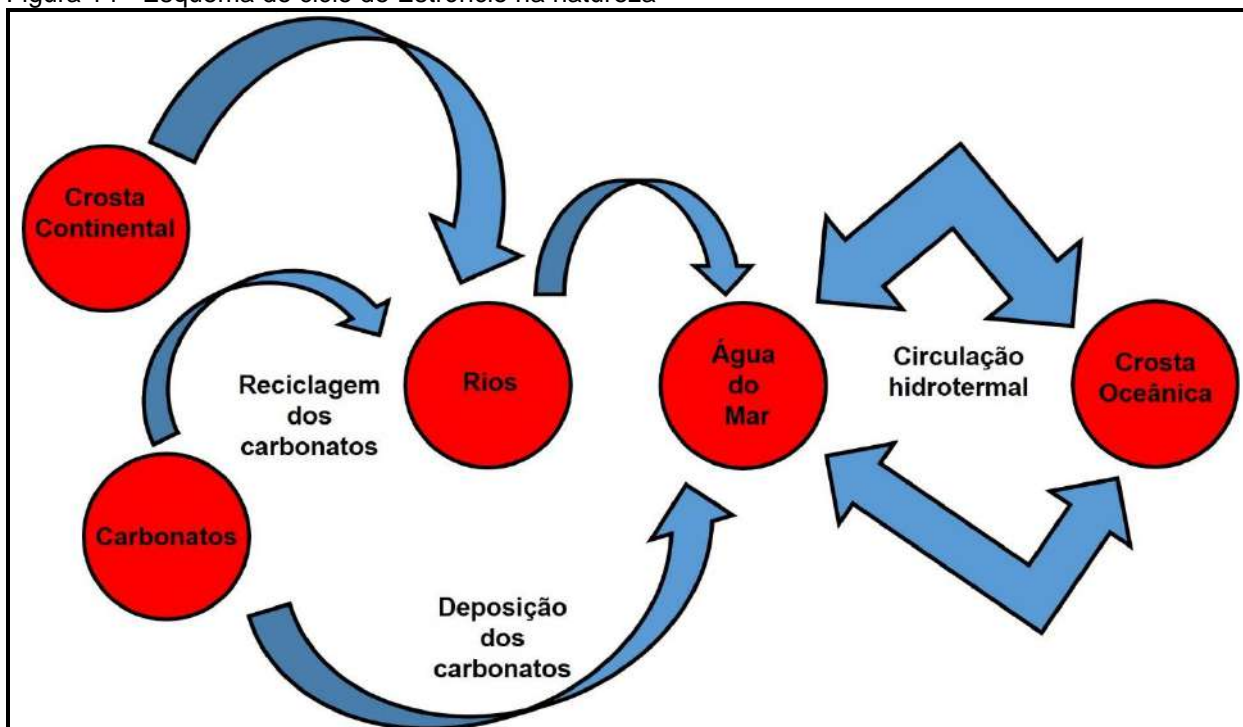 Crosta
Continental
Rios
Água
do
Mar
Circulação
hidrotermal
Crosta
Oceânica
Reciclagem
dos
carbonatos
Carbonatos
Deposição
dos
carbonatos